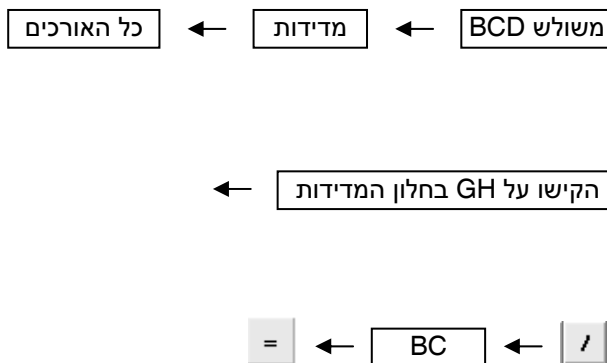 משולש BCD ← מדידות ← כל האורכים
הקישו על GH בחלון המדידות ←
/ ← BC ← =